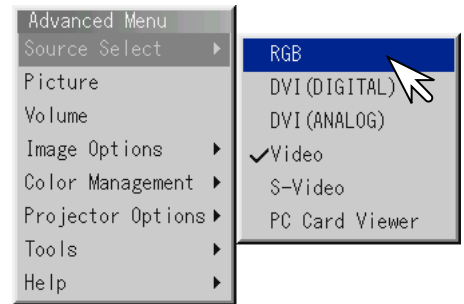 Advanced Menu
Source Select
Picture
Volume
Image Options
Color Management
Projector Options
Tools
Help
RGB
DVI(DIGITAL)
DVI(ANALOG)
Video
S-Video
PC Card Viewer